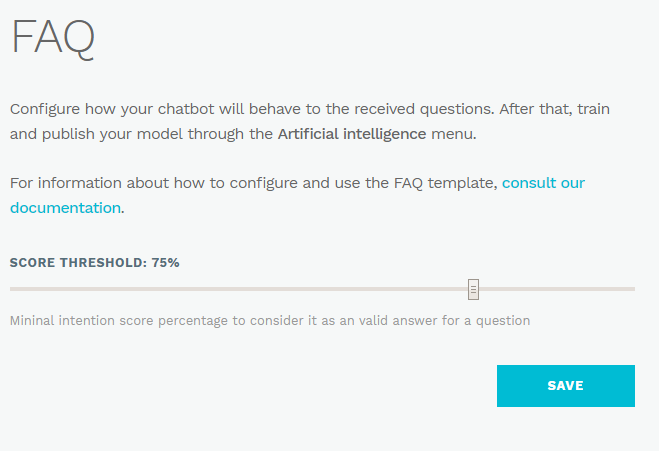 FAQ
Configure how your chatbot will behave to the received questions. After that, train
and publish your model through the Artificial intelligence menu.
For information about how to configure and use the FAQ template, consult our
documentation.
SCORE THRESHOLD: 75%
Mininal intention score percentage to consider it as an valid answer for a question
SAVE